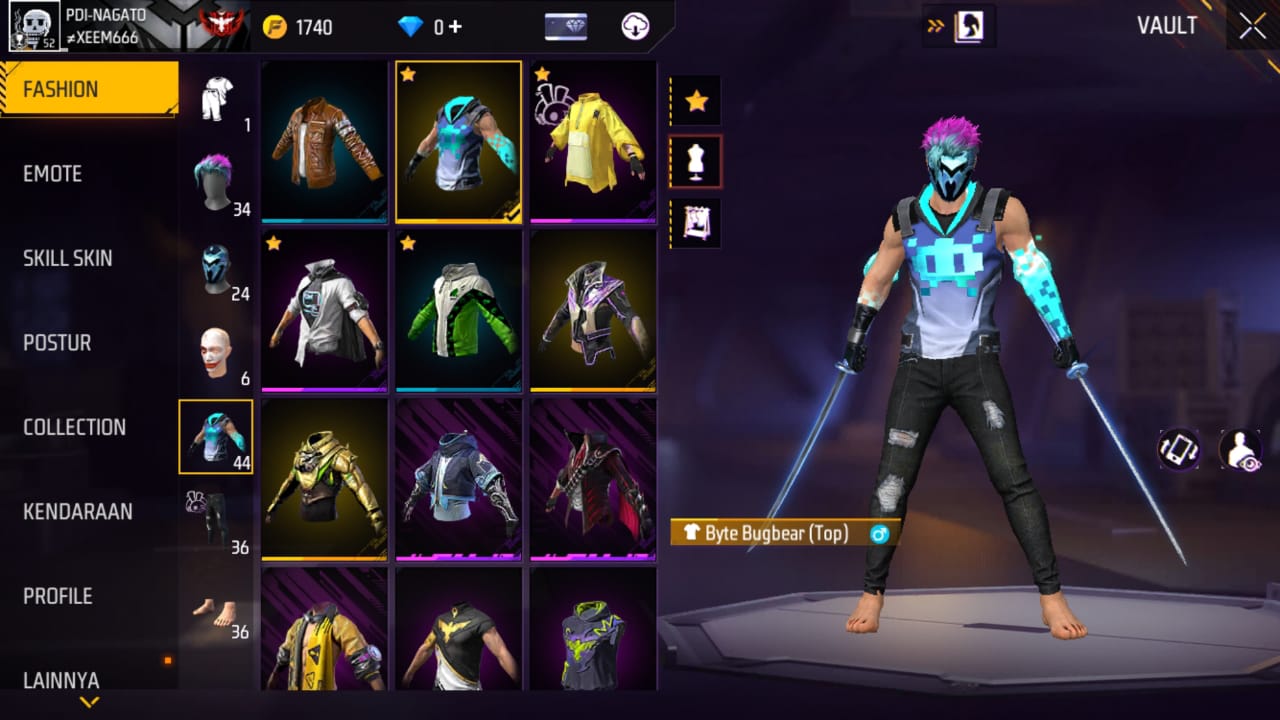 PDI-NAGATO
≠XEEM666
52
1740
0 +
VAULT
FASHION
EMOTE
SKILL SKIN
POSTUR
COLLECTION
KENDARAAN
PROFILE
LAINNYA
1
34
24
6
44
36
36
Byte Bugbear (Top)